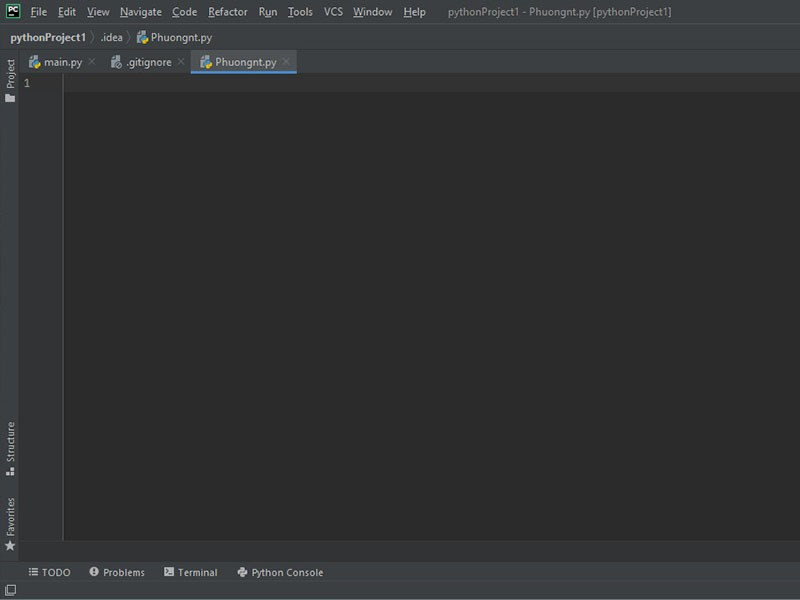 PC File Edit View Navigate Code Refactor Run Tools VCS Window Help pythonProject1 - Phuongnt.py [pythonProject1]
pythonProject1 .idea Phuongnt.py
main.py .gitignore Phuongnt.py
Project
1
Structure
Favorites
TODO Problems Terminal Python Console